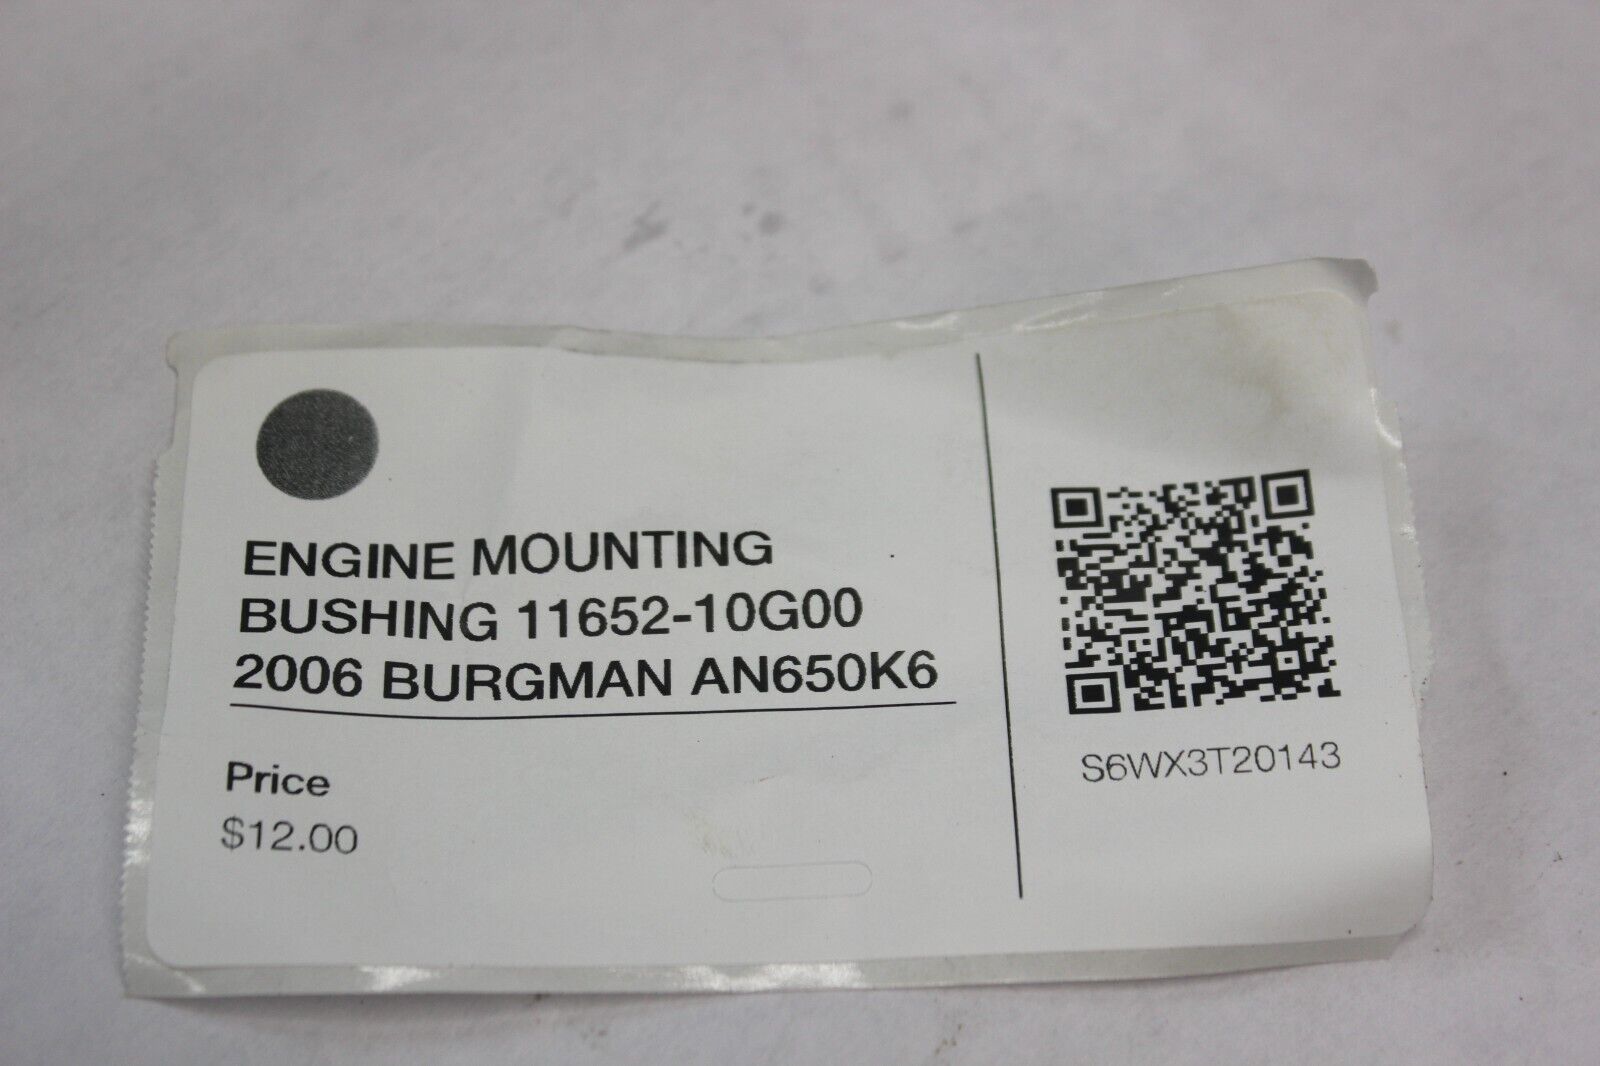 ENGINE MOUNTING
BUSHING 11652-10G00
2006 BURGMAN AN650K6
Price
$12.00
S6WX3T20143